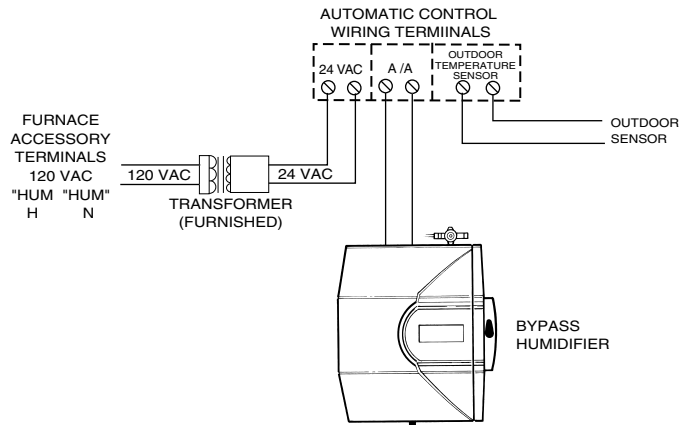 AUTOMATIC CONTROL
WIRING TERMIINALS
24 VAC
A /A
OUTDOOR
TEMPERATURE
SENSOR
OUTDOOR
SENSOR
FURNACE
ACCESSORY
TERMINALS
120 VAC
"HUM "HUM"
H N
120 VAC
24 VAC
TRANSFORMER
(FURNISHED)
BYPASS
HUMIDIFIER